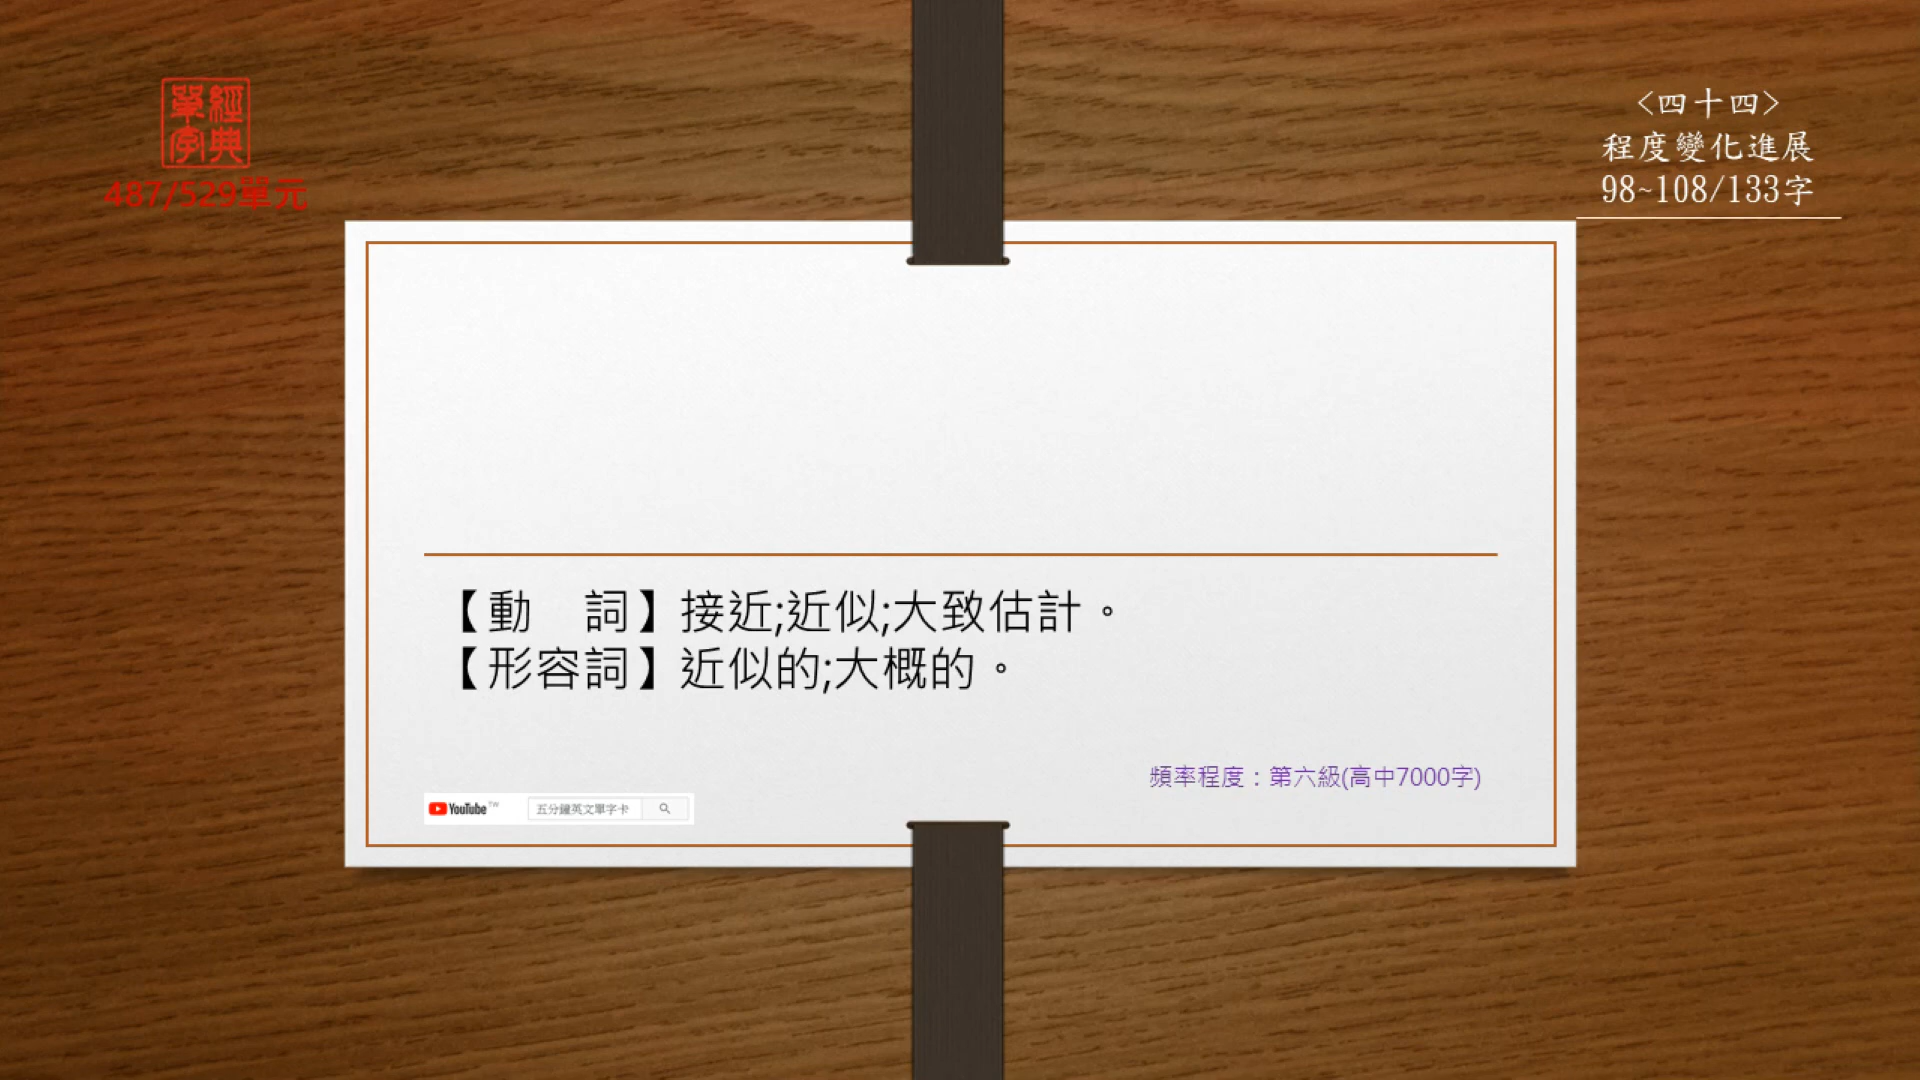 經典
單字
487/529單元
<四十四>
程度變化進展
98~108/133字
【動　詞】接近;近似;大致估計。
【形容詞】近似的;大概的。
頻率程度：第六級(高中7000字)
YouTube TW
五分鐘英文單字卡